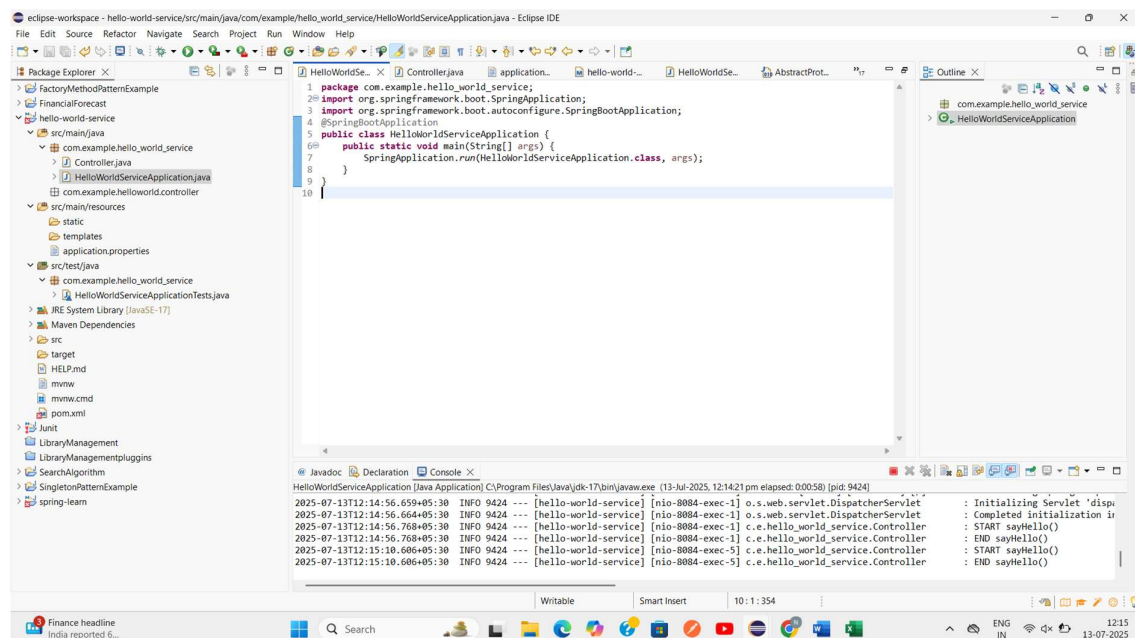 eclipse-workspace - hello-world-service/src/main/java/com/example/hello_world_service/HelloWorldServiceApplication.java - Eclipse IDE
File Edit Source Refactor Navigate Search Project Run Window Help
Package Explorer
FactoryMethodPatternExample
FinancialForecast
hello-world-service
src/main/java
com.example.hello_world_service
Controller.java
HelloWorldServiceApplication.java
com.example.helloworld.controller
src/main/resources
static
templates
application.properties
src/test/java
com.example.hello_world_service
HelloWorldServiceApplicationTests.java
JRE System Library [JavaSE-17]
Maven Dependencies
src
target
HELP.md
mvnw
mvnw.cmd
pom.xml
Junit
LibraryManagement
LibraryManagementpluggins
SearchAlgorithm
SingletonPatternExample
spring-learn
HelloWorldSe... Controller.java application... hello-world-... HelloWorldSe... AbstractProt... 17
1 package com.example.hello_world_service;
2 import org.springframework.boot.SpringApplication;
3 import org.springframework.boot.autoconfigure.SpringBootApplication;
4 @SpringBootApplication
5 public class HelloWorldServiceApplication {
6 public static void main(String[] args) {
7 SpringApplication.run(HelloWorldServiceApplication.class, args);
8 }
9 }
10
Outline
com.example.hello_world_service
HelloWorldServiceApplication
Javadoc Declaration Console
HelloWorldServiceApplication [Java Application] C:\Program Files\Java\jdk-17\bin\javaw.exe (13-Jul-2025, 12:14:21 pm elapsed: 0:00:58) [pid: 9424]
2025-07-13T12:14:56.659+05:30 INFO 9424 --- [hello-world-service] [nio-8084-exec-1] o.s.web.servlet.DispatcherServlet : Initializing Servlet 'dispa
2025-07-13T12:14:56.664+05:30 INFO 9424 --- [hello-world-service] [nio-8084-exec-1] o.s.web.servlet.DispatcherServlet : Completed initialization in
2025-07-13T12:14:56.768+05:30 INFO 9424 --- [hello-world-service] [nio-8084-exec-1] c.e.hello_world_service.Controller : START sayHello()
2025-07-13T12:14:56.768+05:30 INFO 9424 --- [hello-world-service] [nio-8084-exec-1] c.e.hello_world_service.Controller : END sayHello()
2025-07-13T12:15:10.606+05:30 INFO 9424 --- [hello-world-service] [nio-8084-exec-5] c.e.hello_world_service.Controller : START sayHello()
2025-07-13T12:15:10.606+05:30 INFO 9424 --- [hello-world-service] [nio-8084-exec-5] c.e.hello_world_service.Controller : END sayHello()
Writable Smart Insert 10 : 1 : 354
3 Finance headline
India reported 6...
Search
ENG
IN
12:15
13-07-2025